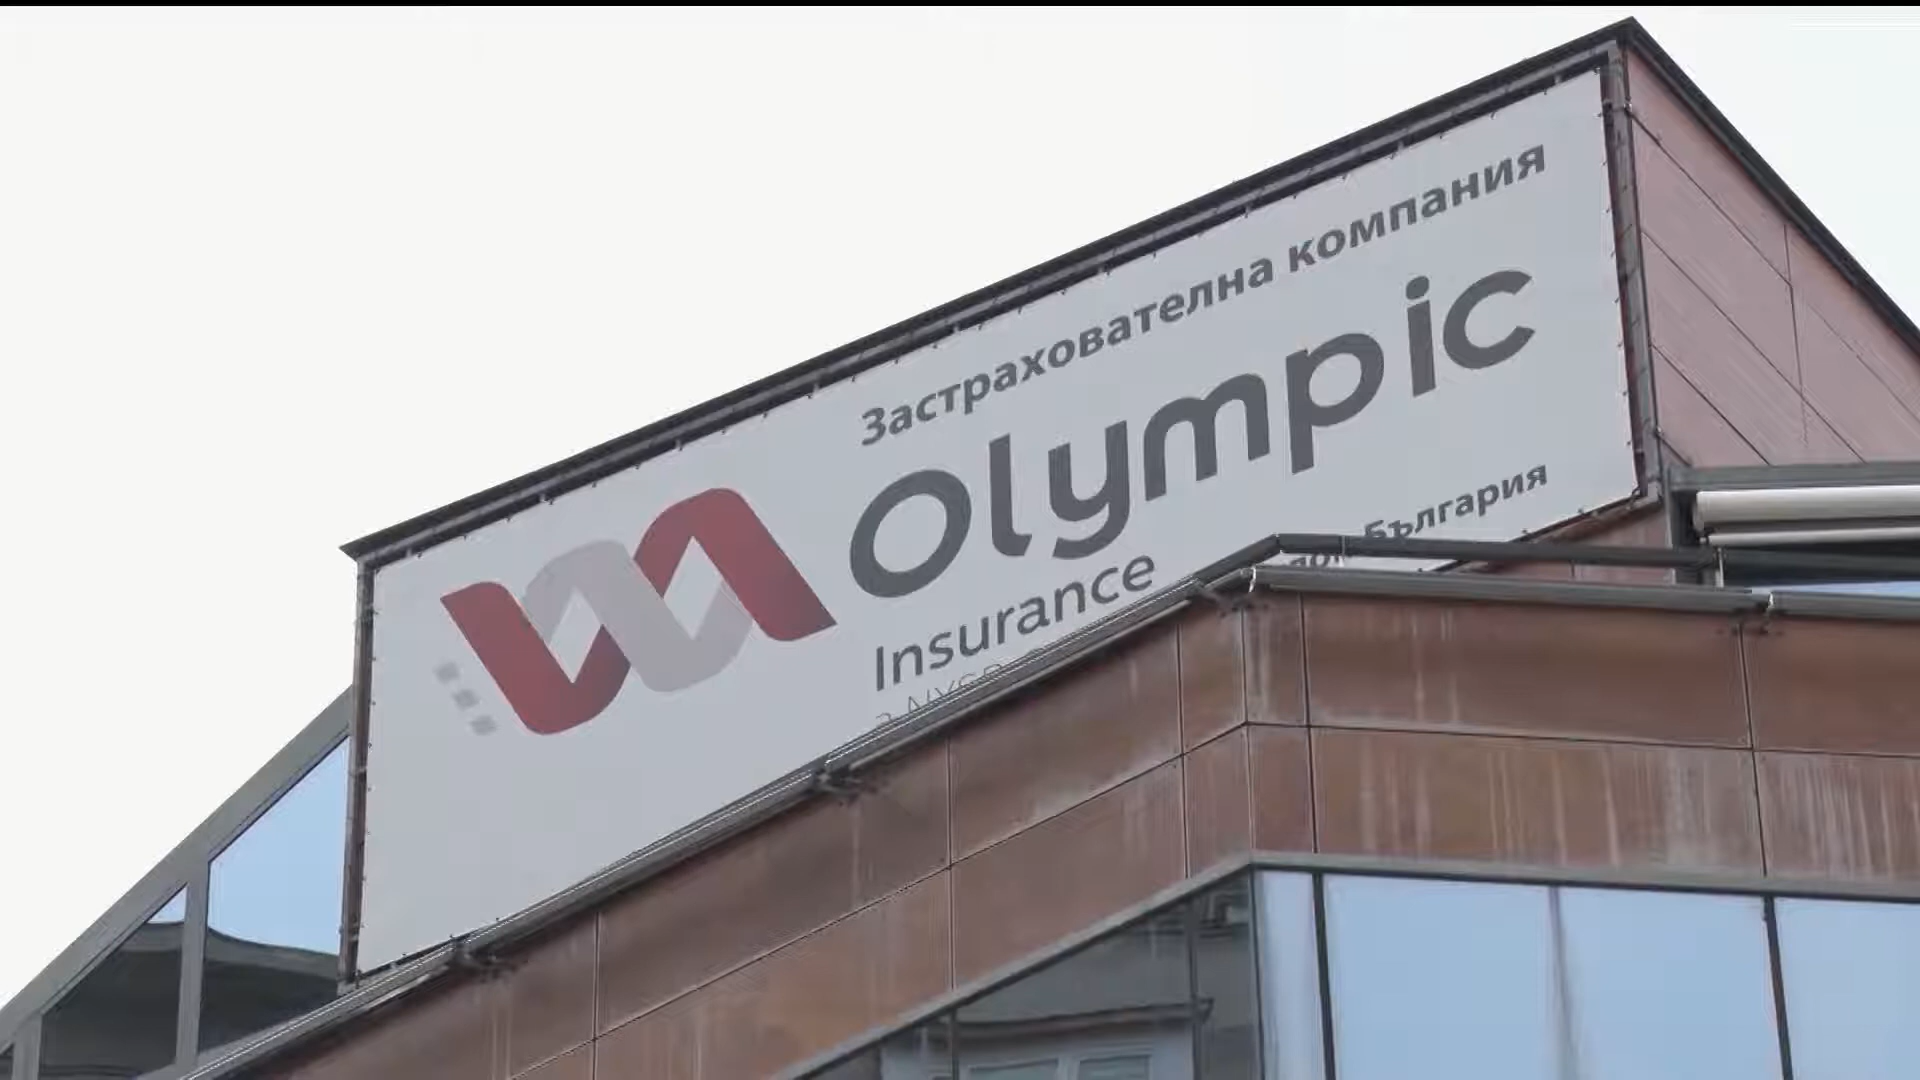 Застрахователна компания
Olympic
Insurance
България